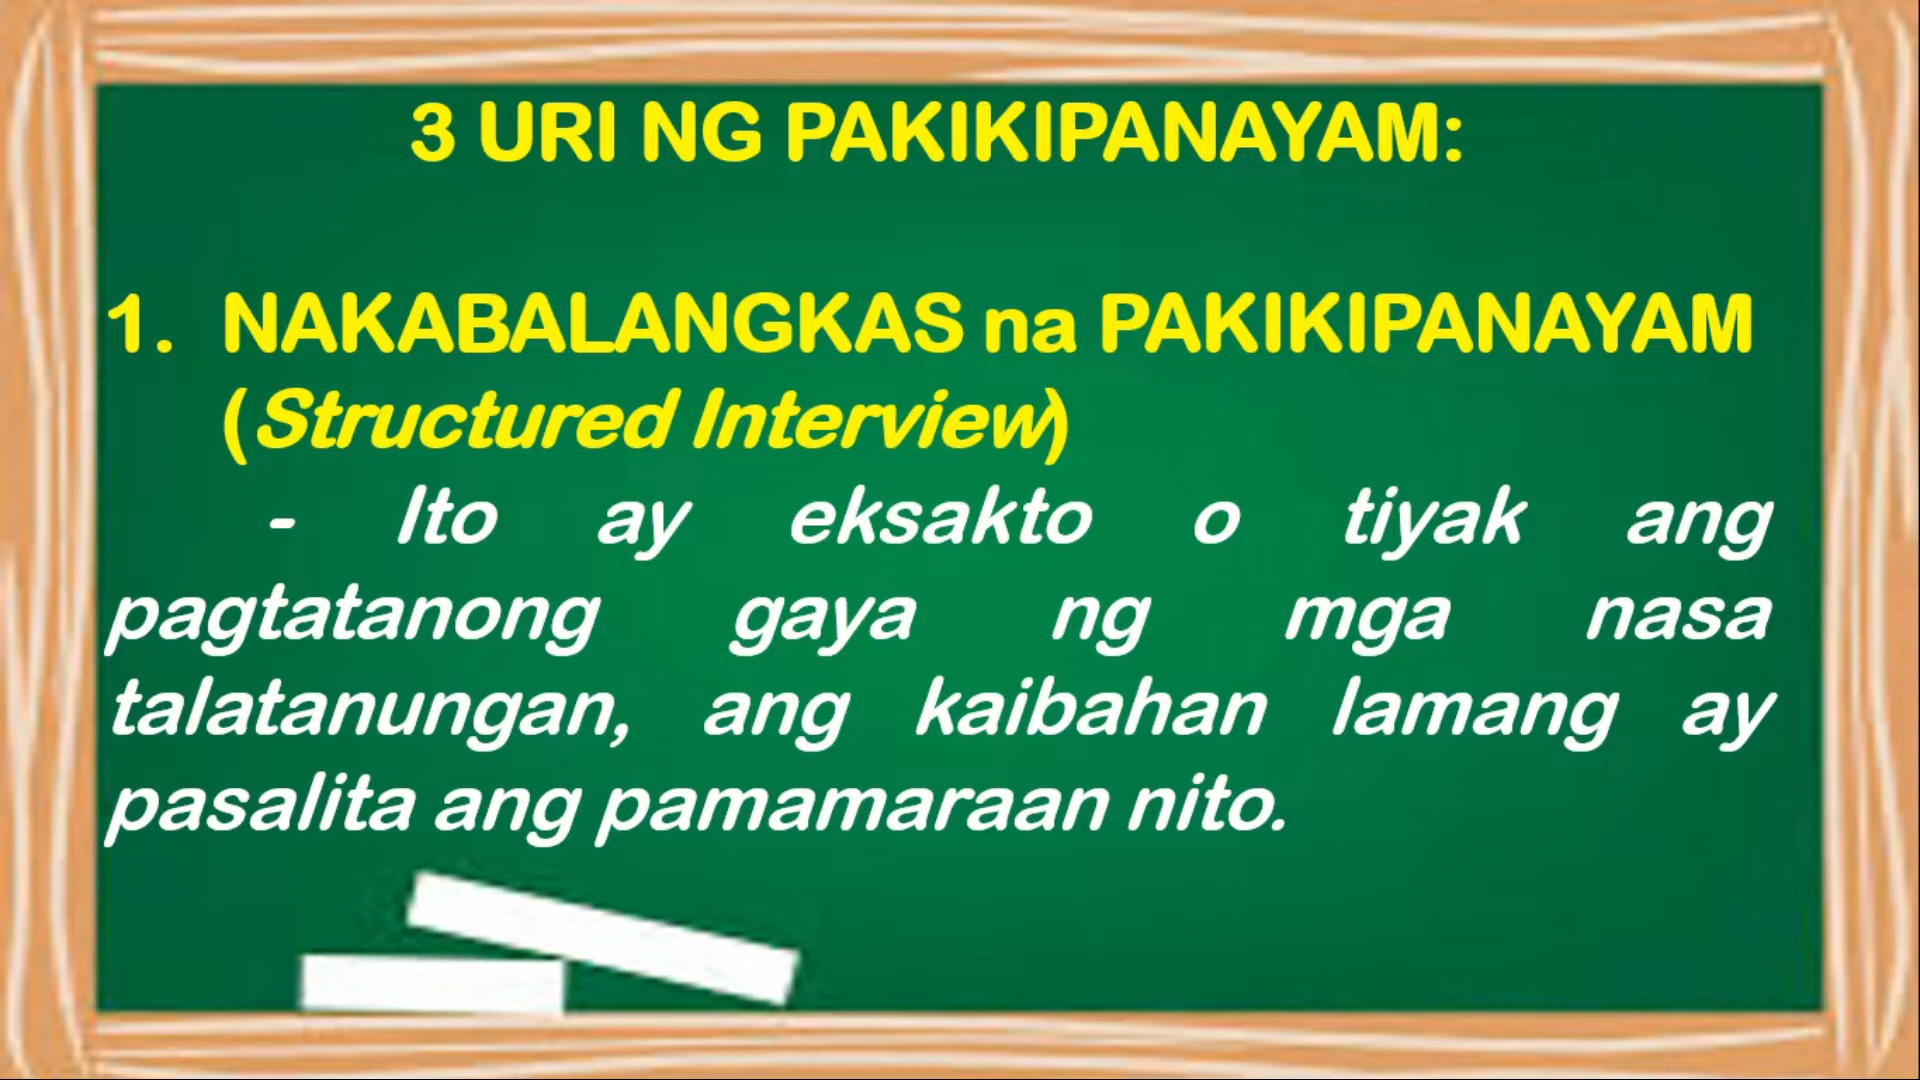 3 URI NG PAKIKIPANAYAM:
1. NAKABALANGKAS na PAKIKIPANAYAM
(Structured Interview)
- Ito ay eksakto o tiyak ang
pagtatanong gaya ng mga nasa
talatanungan, ang kaibahan lamang ay
pasalita ang pamamaraan nito.